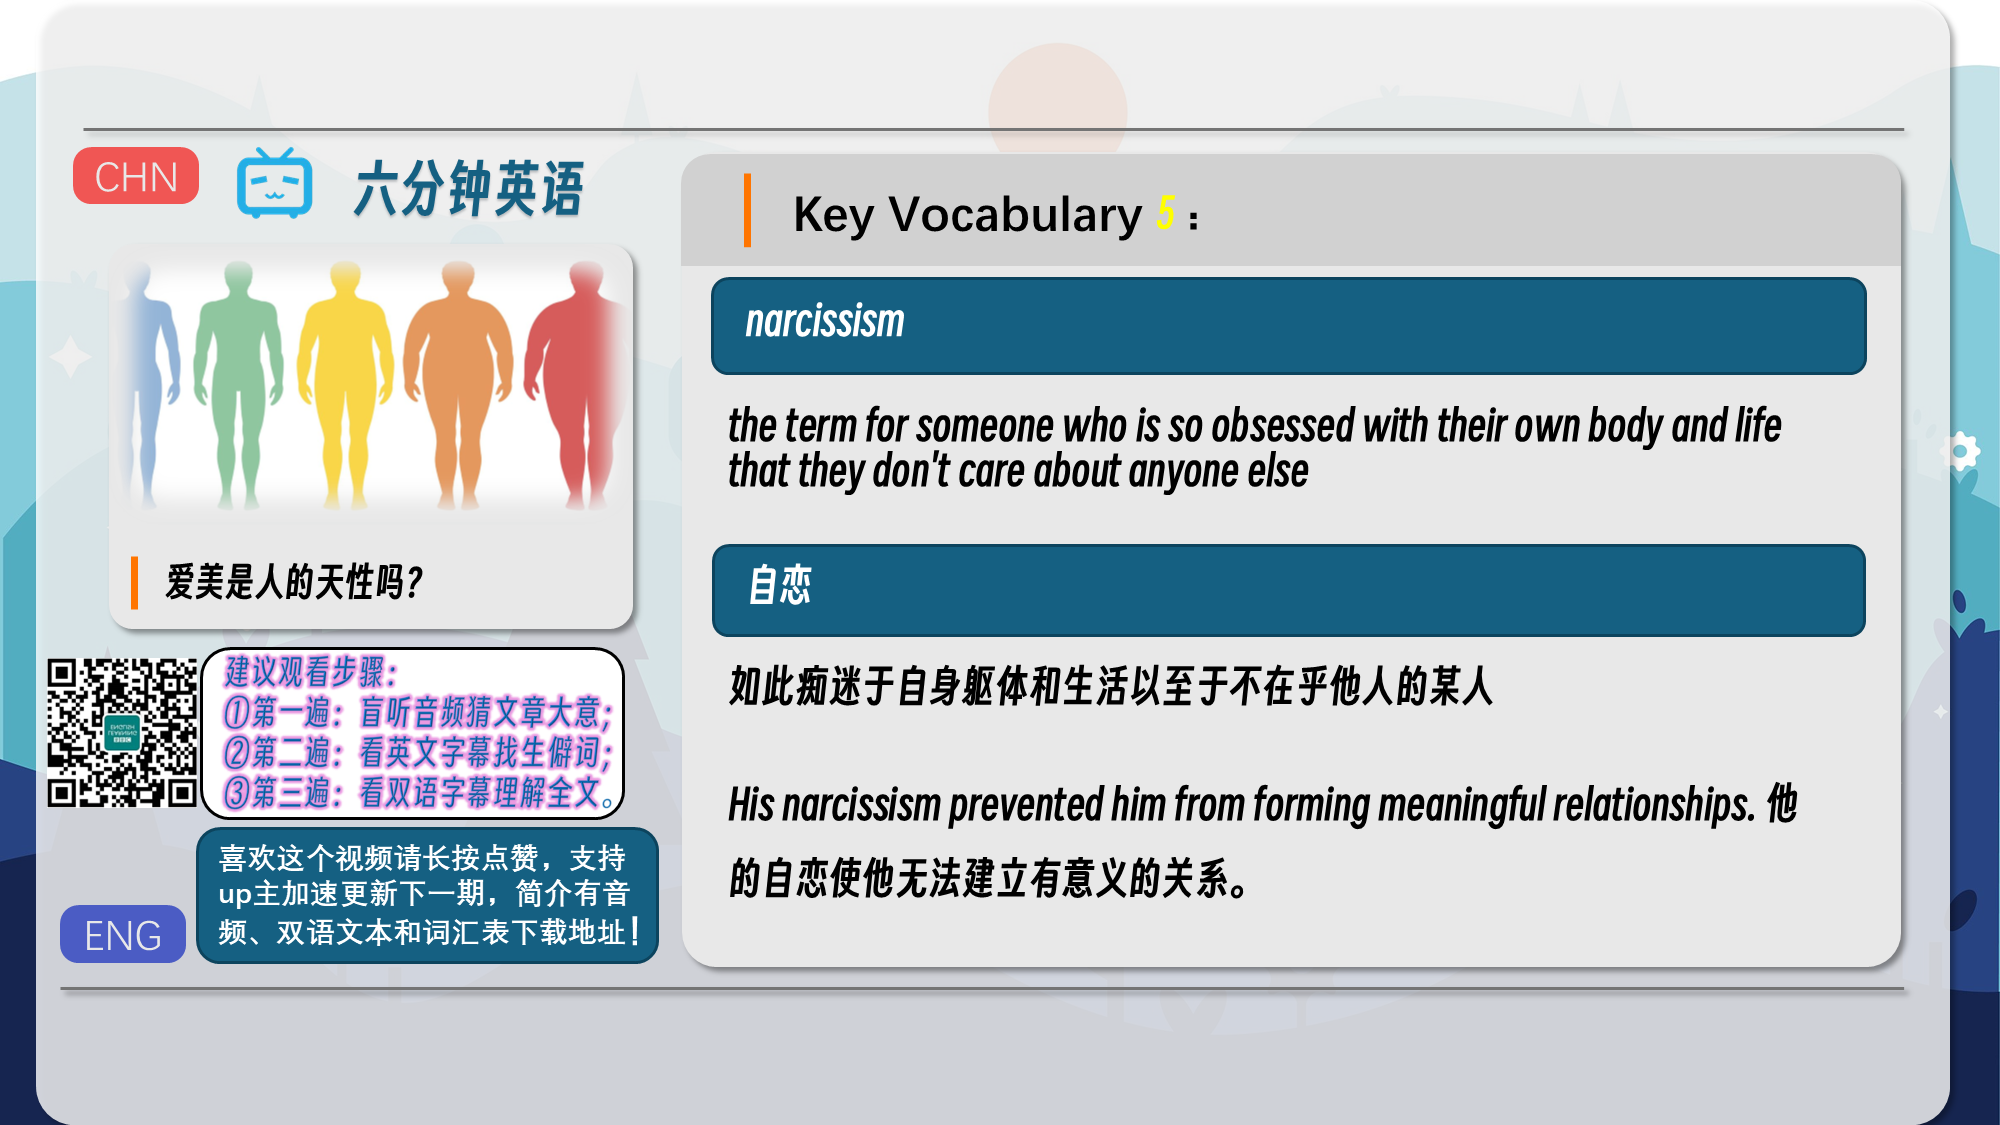 CHN
六分钟英语
爱美是人的天性吗?
建议观看步骤:
①第一遍: 盲听音频猜文章大意;
②第二遍: 看英文字幕找生僻词;
③第三遍: 看双语字幕理解全文。
喜欢这个视频请长按点赞, 支持
up主加速更新下一期, 简介有音
频、双语文本和词汇表下载地址!
ENG
Key Vocabulary 5 :
narcissism
the term for someone who is so obsessed with their own body and life
that they don't care about anyone else
自恋
如此痴迷于自身躯体和生活以至于不在乎他人的某人
His narcissism prevented him from forming meaningful relationships. 他
的自恋使他无法建立有意义的关系。